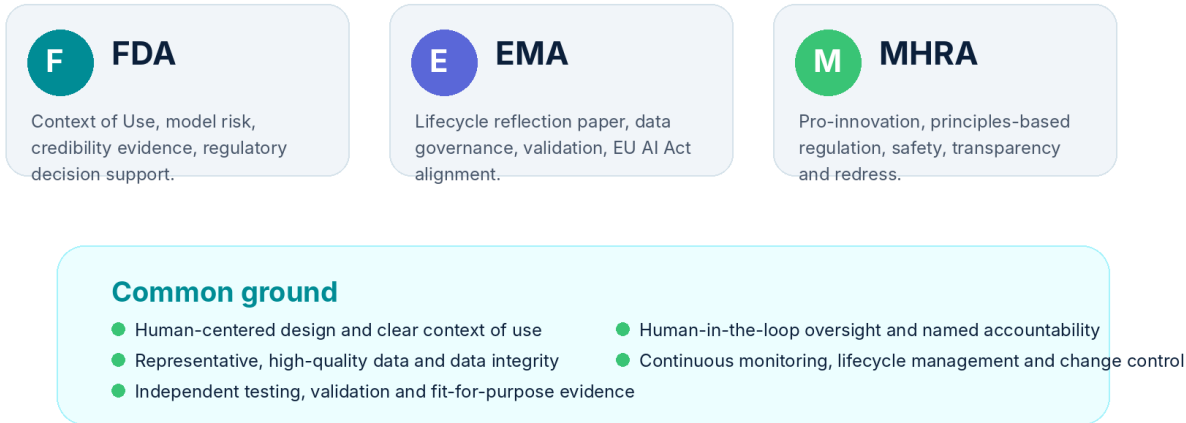 F
FDA
Context of Use, model risk,
credibility evidence, regulatory
decision support.
E
EMA
Lifecycle reflection paper, data
governance, validation, EU AI Act
alignment.
M
MHRA
Pro-innovation, principles-based
regulation, safety, transparency
and redress.
Common ground
Human-centered design and clear context of use
Representative, high-quality data and data integrity
Independent testing, validation and fit-for-purpose evidence
Human-in-the-loop oversight and named accountability
Continuous monitoring, lifecycle management and change control